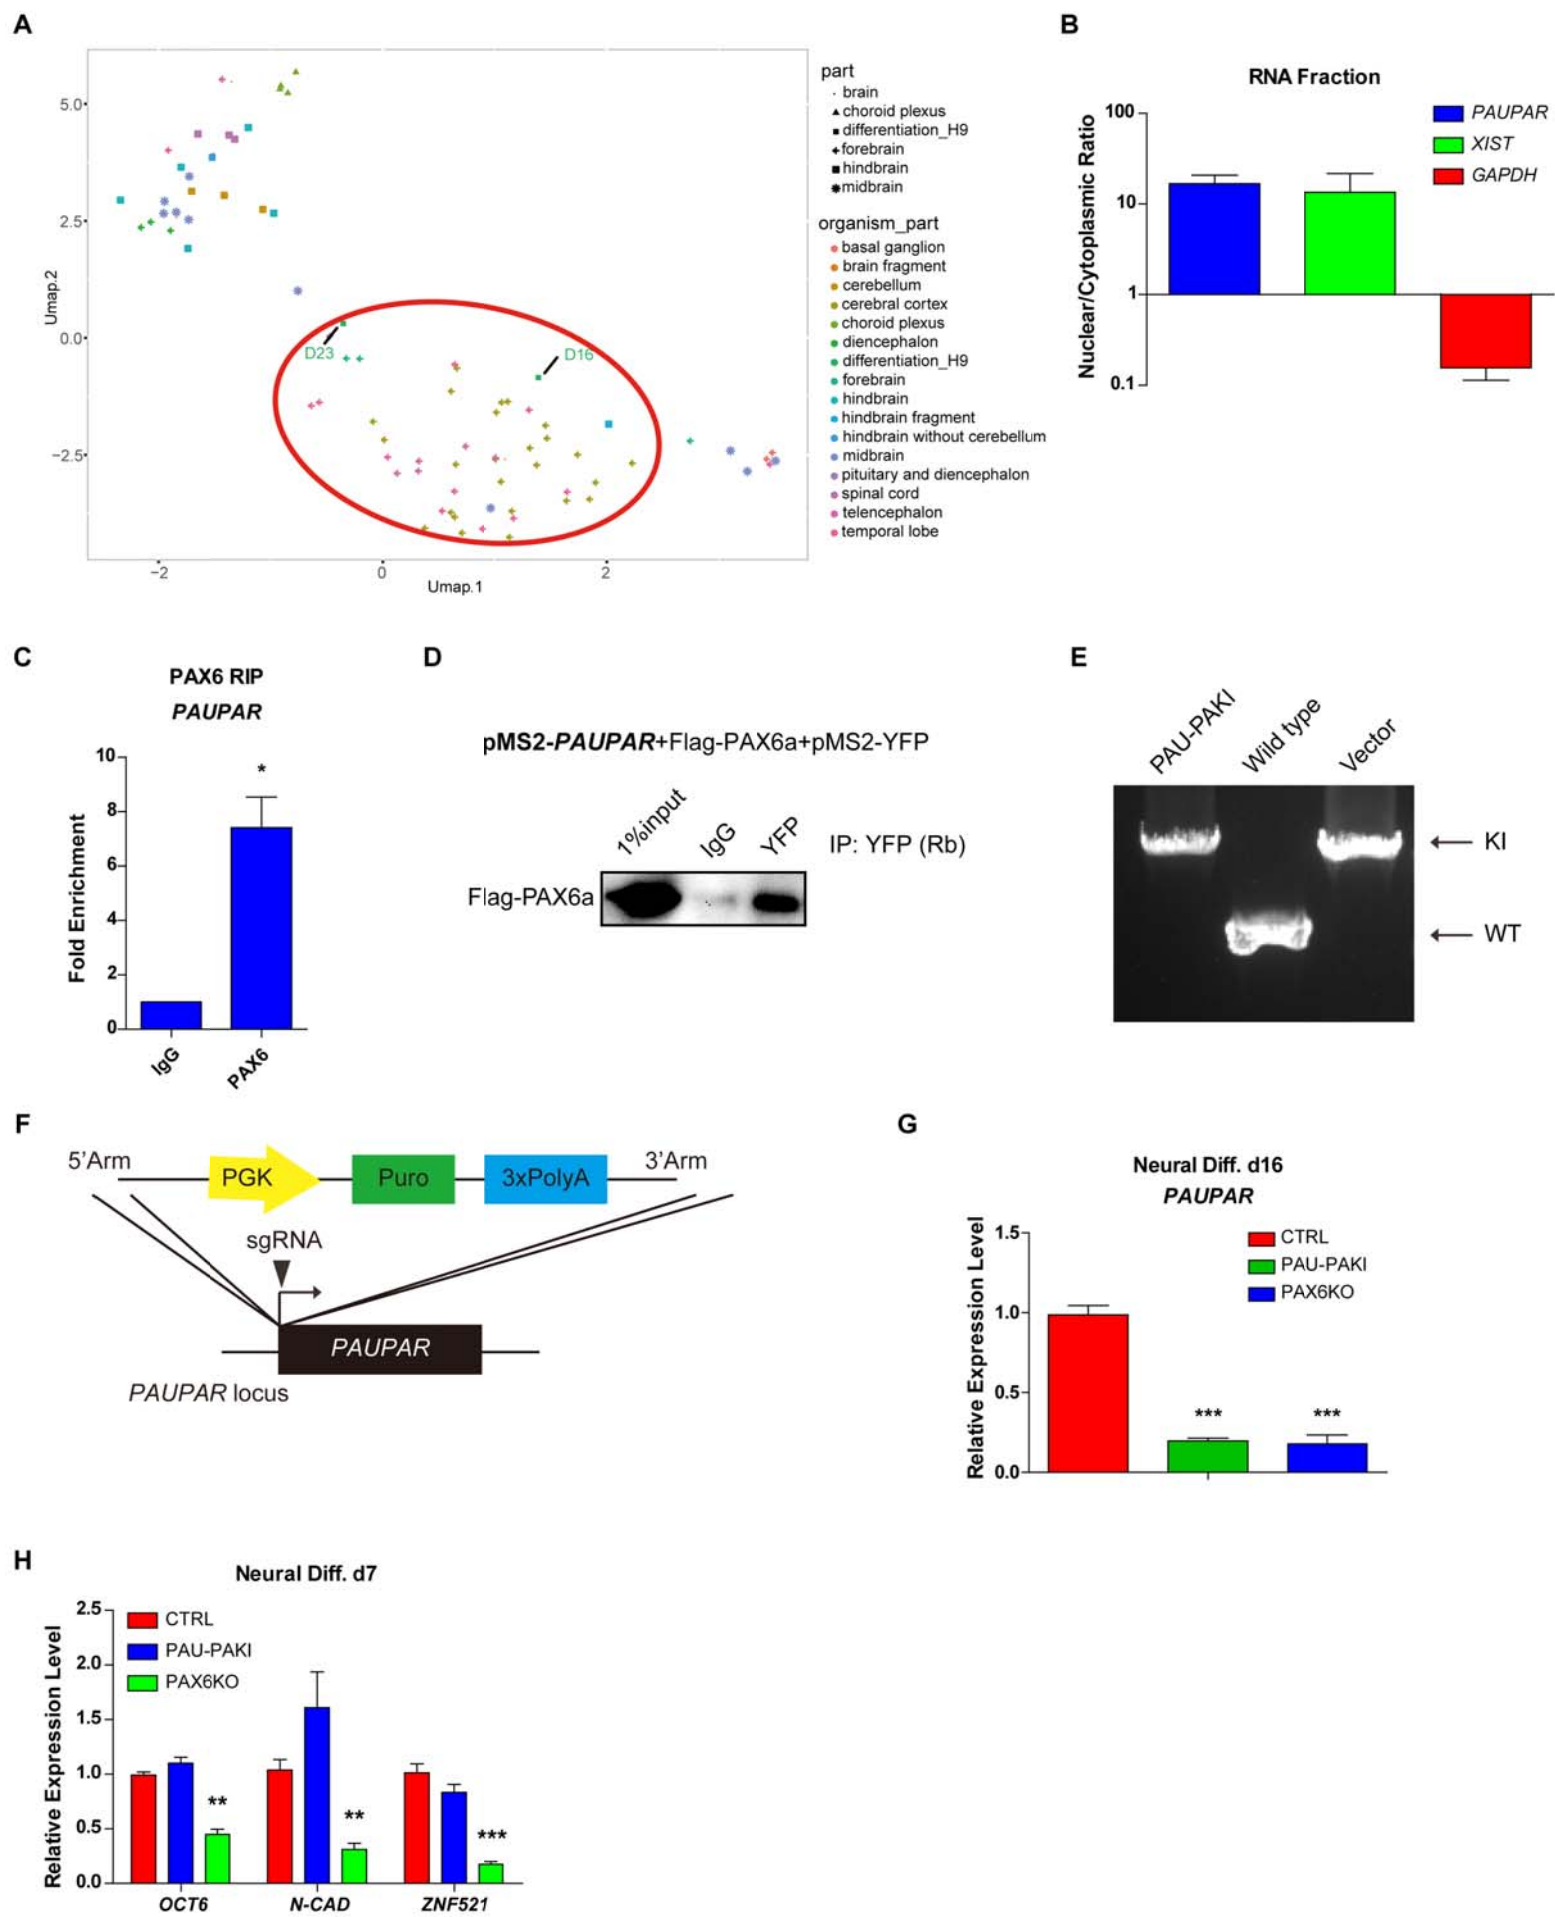 A
5.0
2.5
0.0
−2.5
Umap.2
−2
0
2
Umap.1
D23
D16
part
brain
choroid plexus
differentiation_H9
forebrain
hindbrain
midbrain
organism_part
basal ganglion
brain fragment
cerebellum
cerebral cortex
choroid plexus
diencephalon
differentiation_H9
forebrain
hindbrain
hindbrain fragment
hindbrain without cerebellum
midbrain
pituitary and diencephalon
spinal cord
telencephalon
temporal lobe
B
RNA Fraction
Nuclear/Cytoplasmic Ratio
100
10
1
0.1
PAUPAR
XIST
GAPDH
C
PAX6 RIP
PAUPAR
Fold Enrichment
10
8
6
4
2
0
*
IgG
PAX6
D
pMS2-PAUPAR+Flag-PAX6a+pMS2-YFP
1%input
IgG
YFP
IP: YFP (Rb)
Flag-PAX6a
E
PAU-PAKI
Wild type
Vector
KI
WT
F
5’Arm
PGK
Puro
3xPolyA
3’Arm
sgRNA
PAUPAR
PAUPAR locus
G
Neural Diff. d16
PAUPAR
Relative Expression Level
1.5
1.0
0.5
0.0
CTRL
PAU-PAKI
PAX6KO
***
***
H
Neural Diff. d7
Relative Expression Level
2.5
2.0
1.5
1.0
0.5
0.0
CTRL
PAU-PAKI
PAX6KO
**
**
***
OCT6
N-CAD
ZNF521